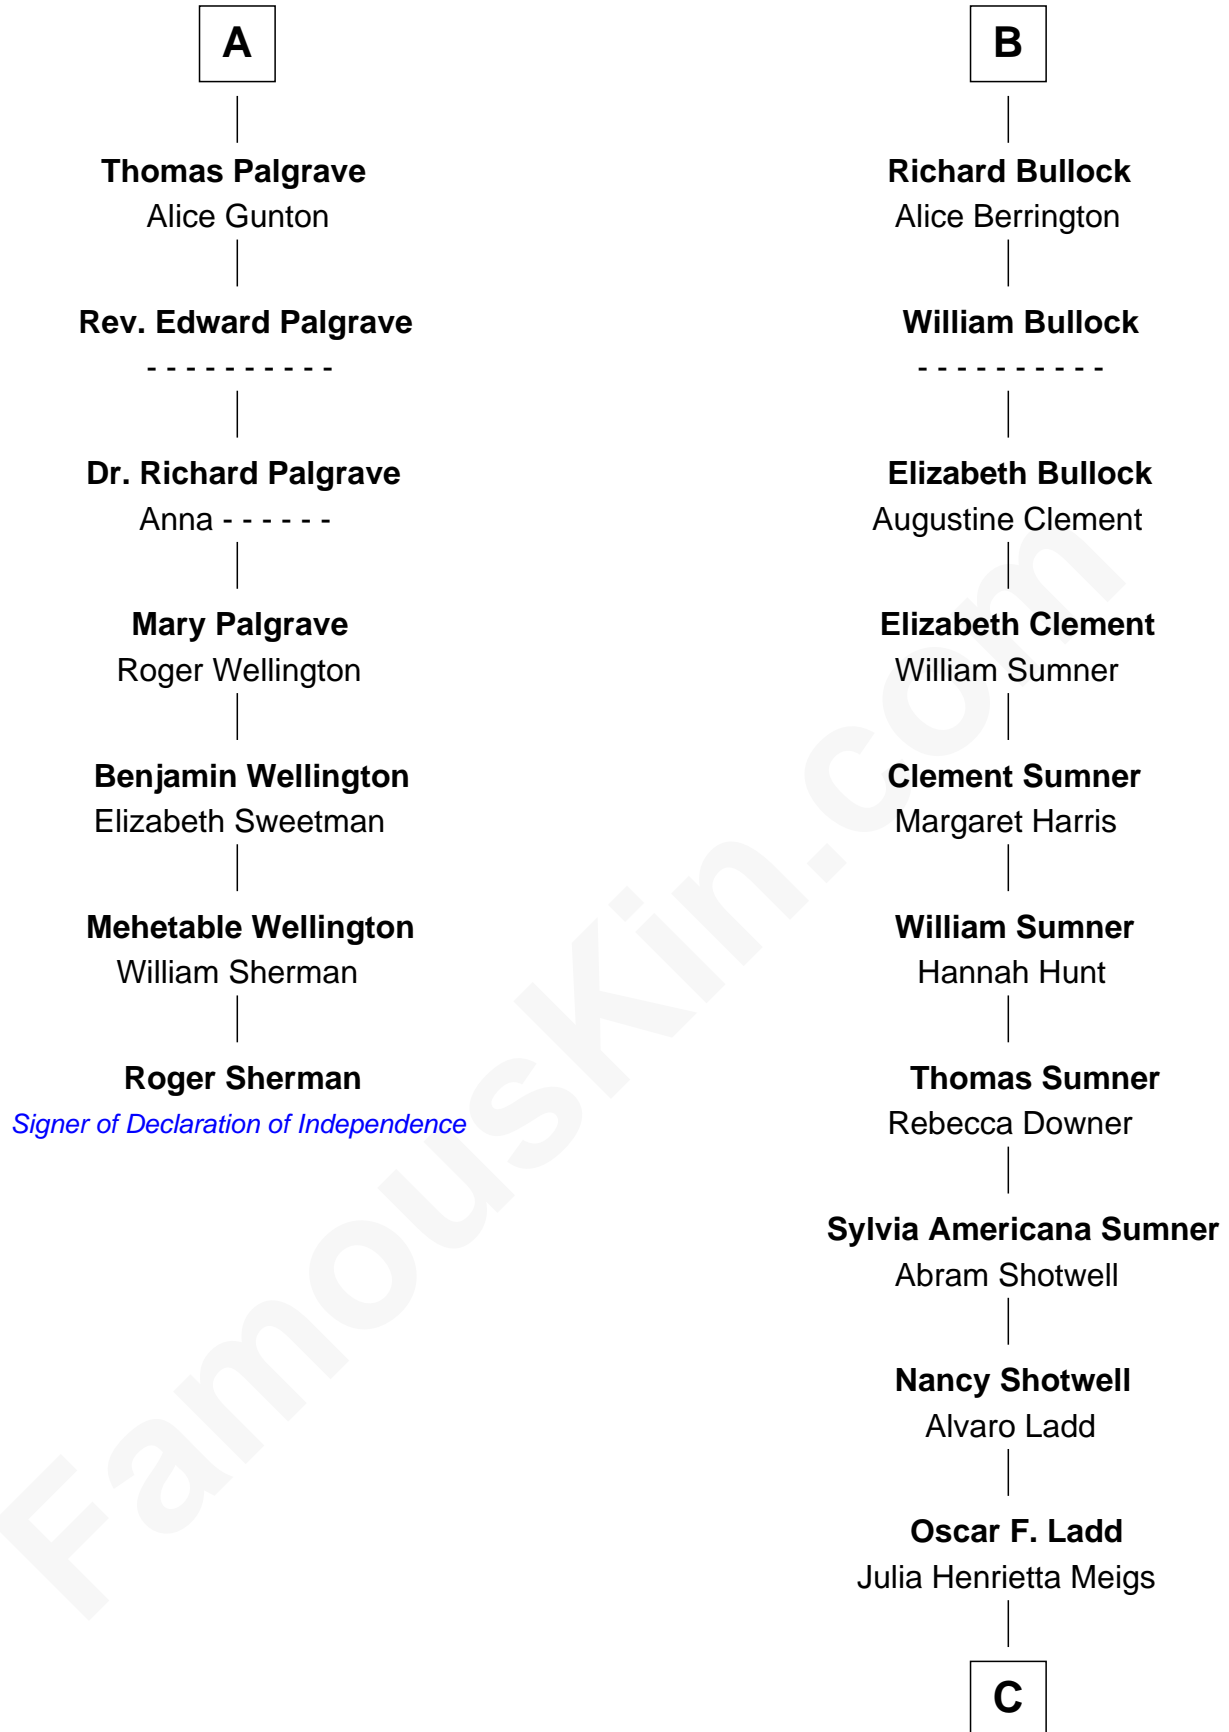 A
Thomas Palgrave
Alice Gunton
Rev. Edward Palgrave
- - - - - - - - - -
Dr. Richard Palgrave
Anna - - - - - -
Mary Palgrave
Roger Wellington
Benjamin Wellington
Elizabeth Sweetman
Mehetable Wellington
William Sherman
Roger Sherman
Signer of Declaration of Independence
B
Richard Bullock
Alice Berrington
William Bullock
- - - - - - - - - -
Elizabeth Bullock
Augustine Clement
Elizabeth Clement
William Sumner
Clement Sumner
Margaret Harris
William Sumner
Hannah Hunt
Thomas Sumner
Rebecca Downer
Sylvia Americana Sumner
Abram Shotwell
Nancy Shotwell
Alvaro Ladd
Oscar F. Ladd
Julia Henrietta Meigs
C
FamousKin.com